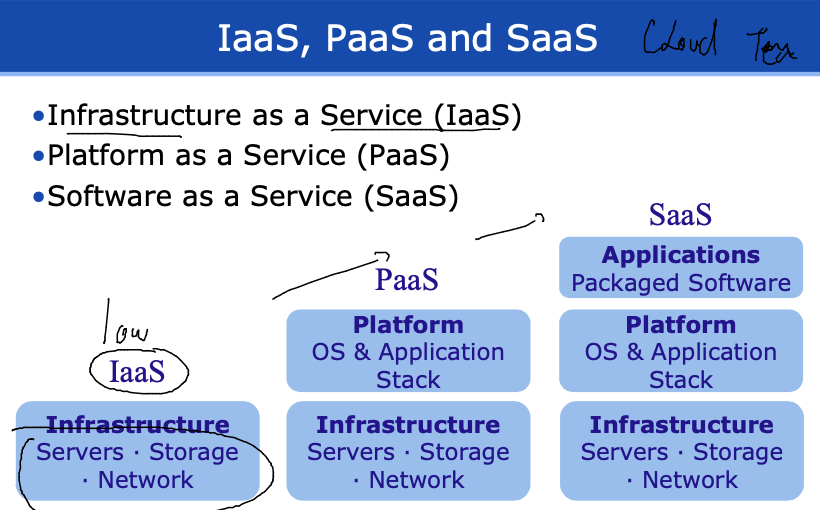 IaaS, PaaS and SaaS Cloud
•Infrastructure as a Service (IaaS)
•Platform as a Service (PaaS)
•Software as a Service (SaaS)
low
IaaS
Infrastructure
Servers · Storage
· Network
PaaS
Platform
OS & Application
Stack
Infrastructure
Servers · Storage
· Network
SaaS
Applications
Packaged Software
Platform
OS & Application
Stack
Infrastructure
Servers · Storage
· Network